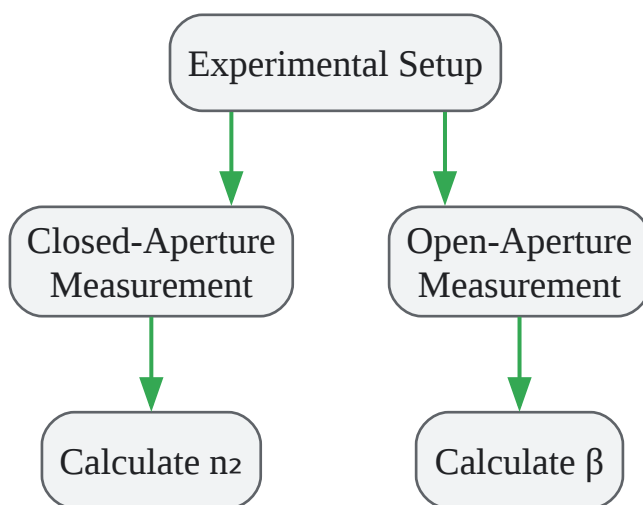 Experimental Setup
Closed-Aperture
Measurement
Open-Aperture
Measurement
Calculate n₂
Calculate β